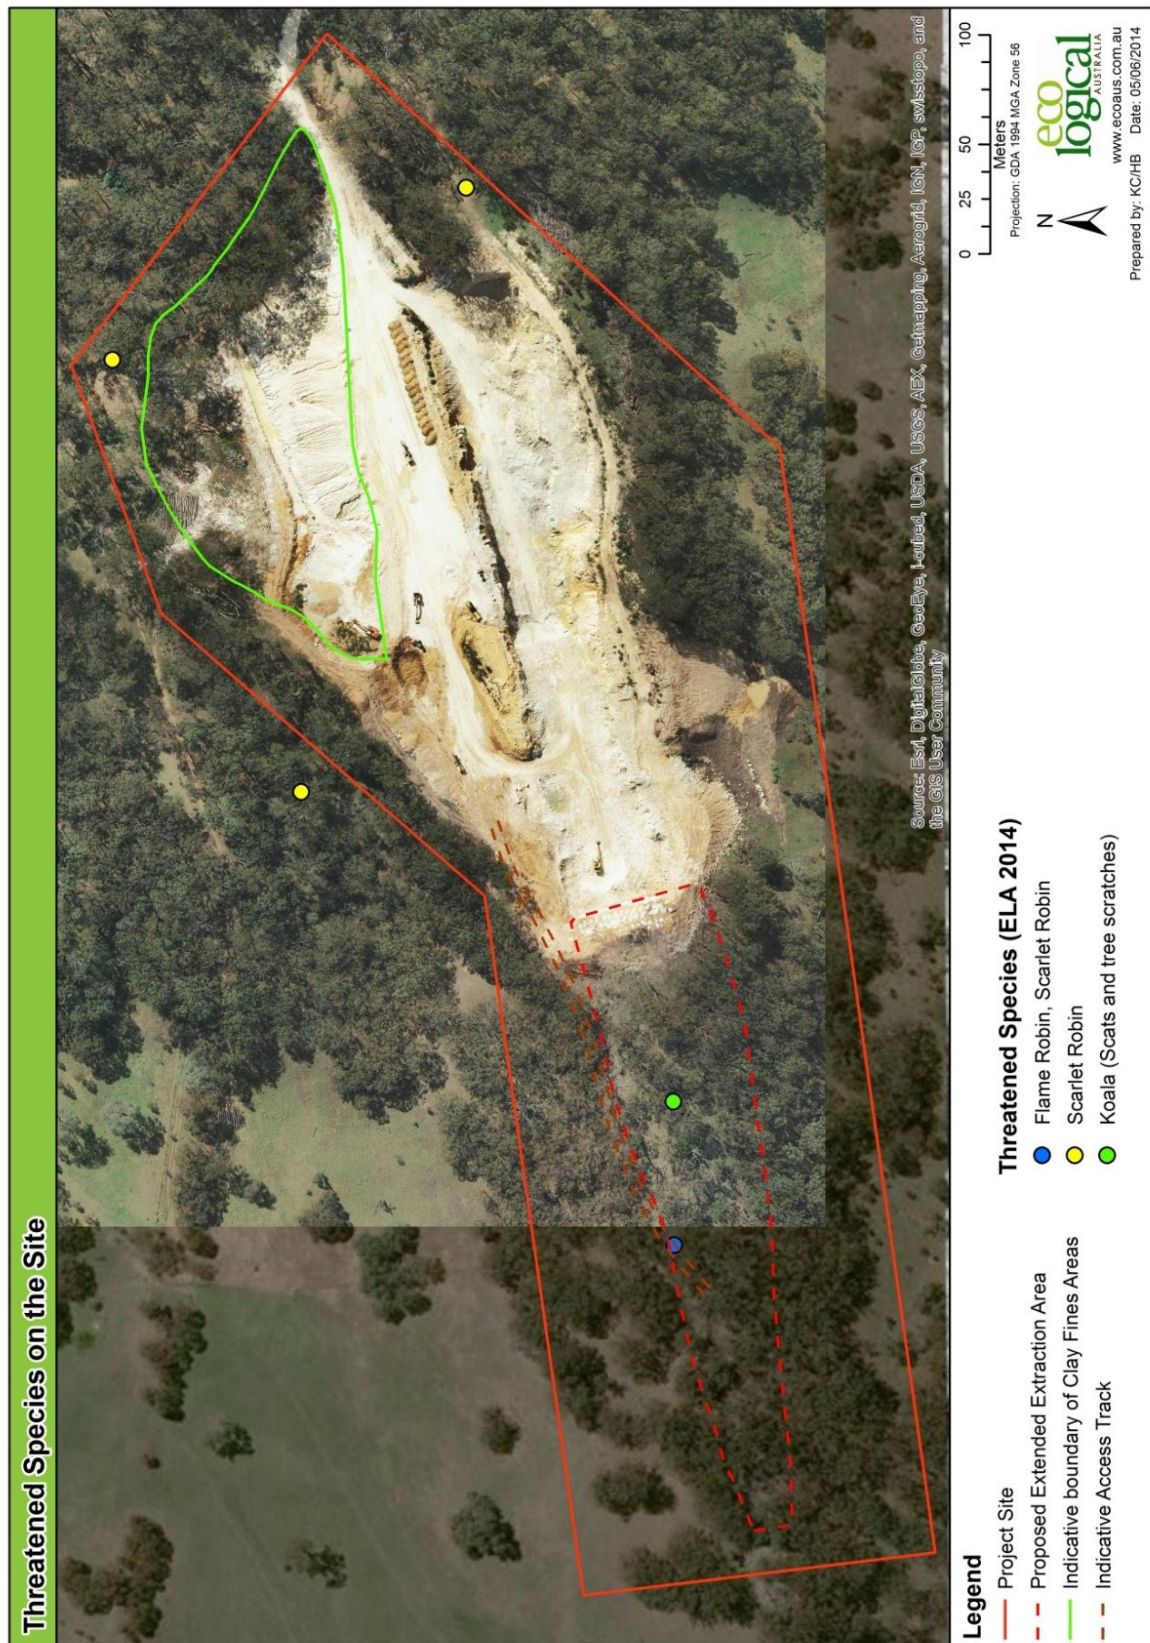 Threatened Species on the Site
Source: Esri, DigitalGlobe, GeoEye, i-cubed, USDA, USGS, AEX, Getmapping, Aerogrid, IGN, IGP, swisstopo, and
the GIS User Community
Legend
Project Site
Proposed Extended Extraction Area
Indicative boundary of Clay Fines Areas
Indicative Access Track
Threatened Species (ELA 2014)
Flame Robin, Scarlet Robin
Scarlet Robin
Koala (Scats and tree scratches)
0 25 50 100
Meters
Projection: GDA 1994 MGA Zone 56
N
eco
logical
AUSTRALIA
www.ecoaus.com.au
Prepared by: KC/HB Date: 05/06/2014